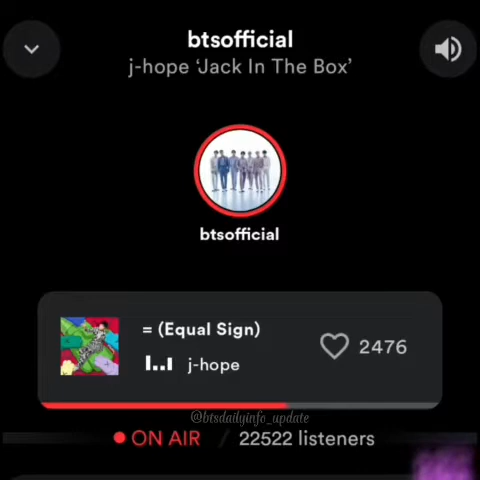 btsofficial
j-hope ‘Jack In The Box’
btsofficial
= (Equal Sign)
j-hope
2476
@btsdailyinfo_update
ON AIR / 22522 listeners